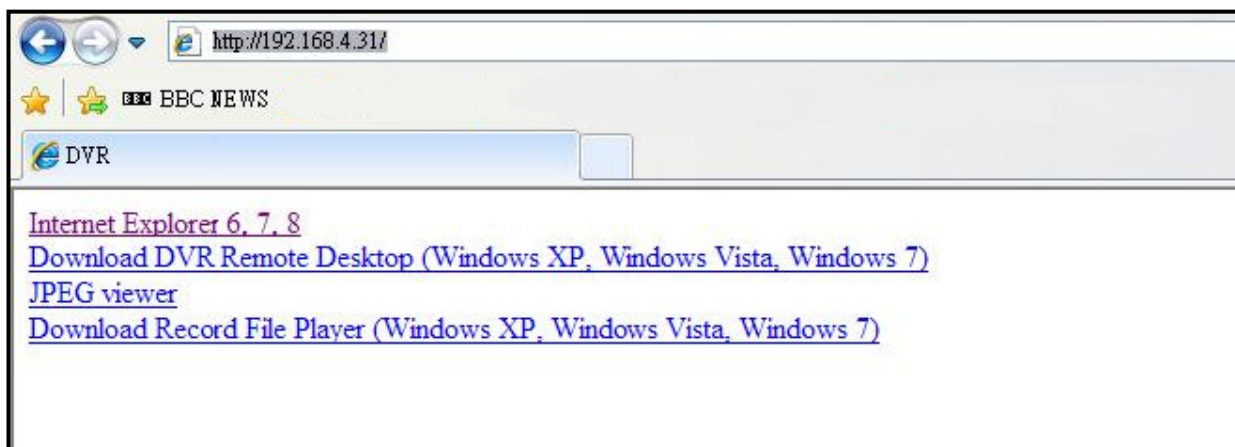 http://192.168.4.31/
BBC BBC NEWS
DVR
Internet Explorer 6, 7, 8
Download DVR Remote Desktop (Windows XP, Windows Vista, Windows 7)
JPEG viewer
Download Record File Player (Windows XP, Windows Vista, Windows 7)